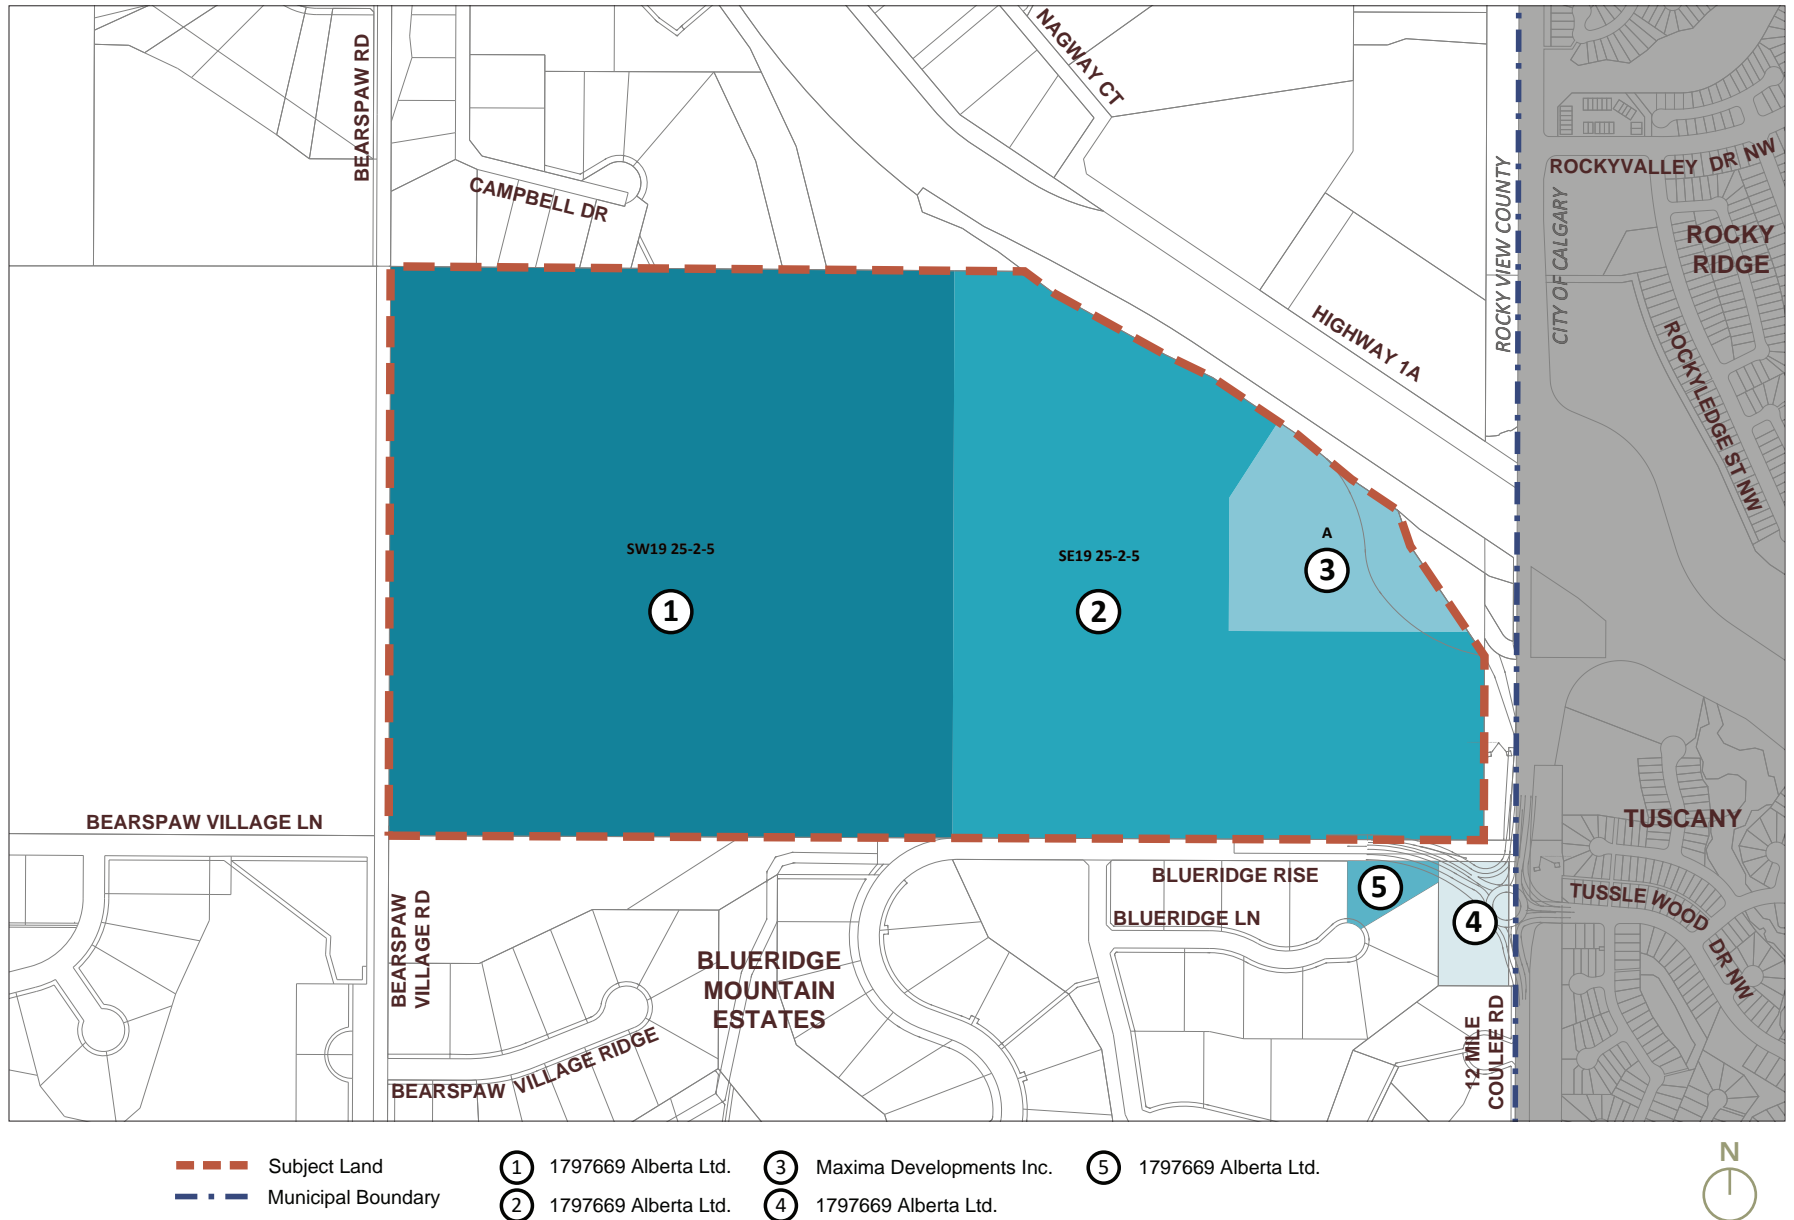 BEARSPAW RD
NAGWAY CT
CAMPBELL DR
ROCKYVALLEY DR NW
ROCKY VIEW COUNTY
CITY OF CALGARY
ROCKY
RIDGE
HIGHWAY 1A
ROCKYLEDGE ST NW
SW19 25-2-5
1
SE19 25-2-5
2
A
3
BEARSPAW VILLAGE LN
TUSCANY
BLUERIDGE RISE
5
TUSSLE WOOD DR NW
BLUERIDGE LN
4
BEARSPAW
VILLAGE RD
BLUERIDGE
MOUNTAIN
ESTATES
12 MILE
COULEE RD
BEARSPAW VILLAGE RIDGE
Subject Land
Municipal Boundary
1 1797669 Alberta Ltd.
2 1797669 Alberta Ltd.
3 Maxima Developments Inc.
4 1797669 Alberta Ltd.
5 1797669 Alberta Ltd.
N